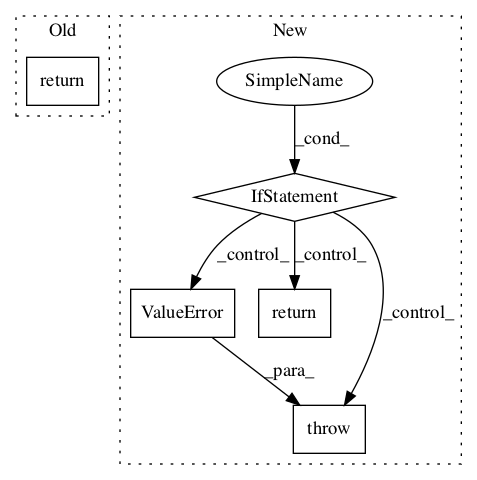 Old
New
return
SimpleName
_cond_
IfStatement
_control_
_control_
_control_
ValueError
return
_para_
throw